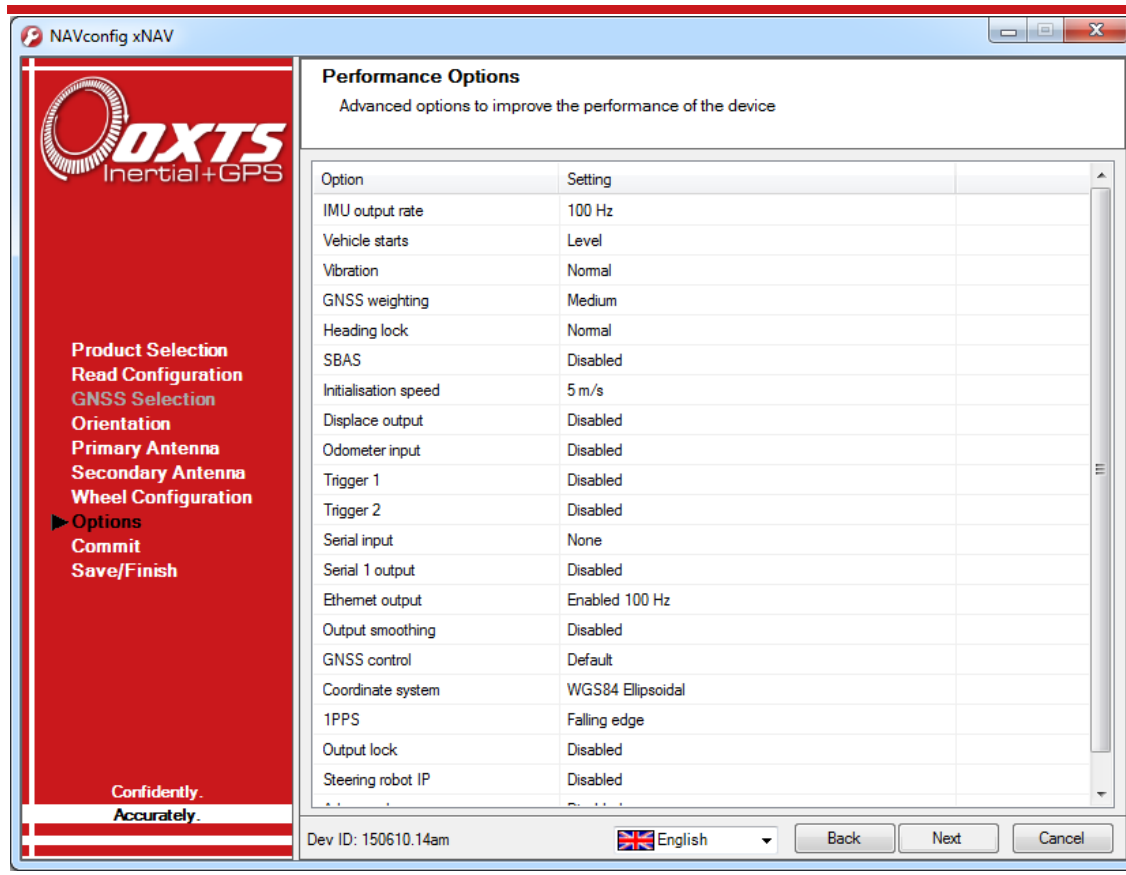 NAVconfig xNAV
OXTS
Inertial+GPS
Product Selection
Read Configuration
GNSS Selection
Orientation
Primary Antenna
Secondary Antenna
Wheel Configuration
Options
Commit
Save/Finish
Confidently.
Accurately.
Performance Options
Advanced options to improve the performance of the device
Option Setting
IMU output rate 100 Hz
Vehicle starts Level
Vibration Normal
GNSS weighting Medium
Heading lock Normal
SBAS Disabled
Initialisation speed 5 m/s
Displace output Disabled
Odometer input Disabled
Trigger 1 Disabled
Trigger 2 Disabled
Serial input None
Serial 1 output Disabled
Ethernet output Enabled 100 Hz
Output smoothing Disabled
GNSS control Default
Coordinate system WGS84 Ellipsoidal
1PPS Falling edge
Output lock Disabled
Steering robot IP Disabled
Dev ID: 150610.14am English Back Next Cancel